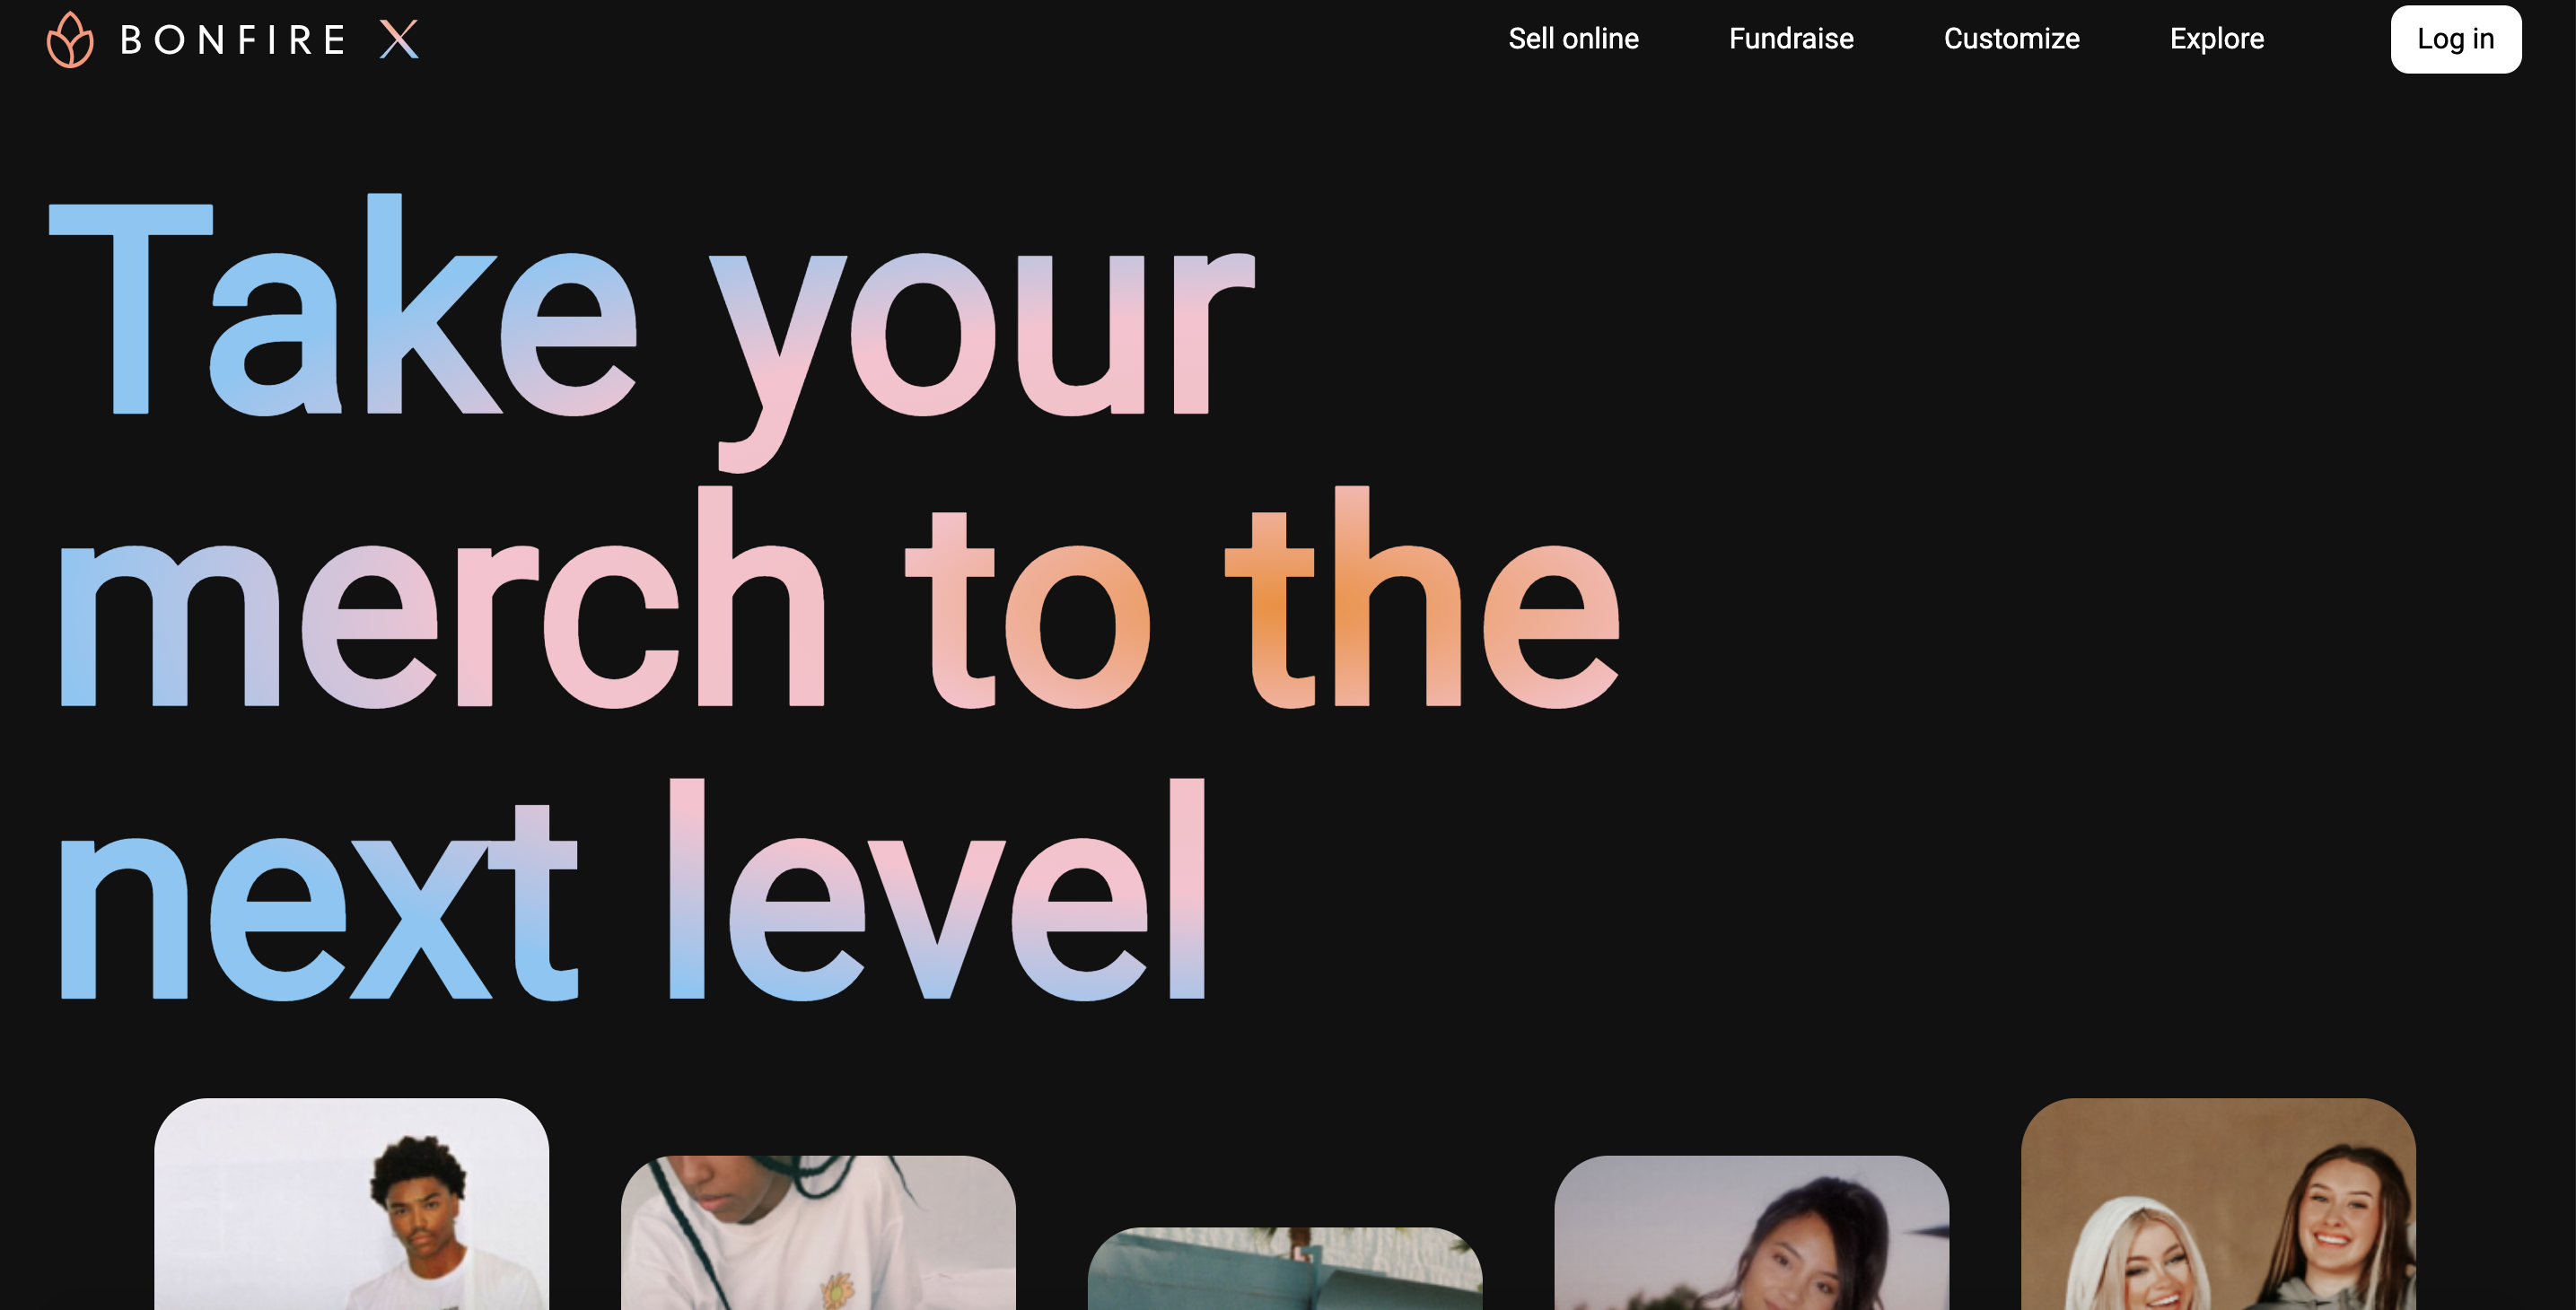 BONFIRE X
Sell online
Fundraise
Customize
Explore
Log in
Take your
merch to the
next level